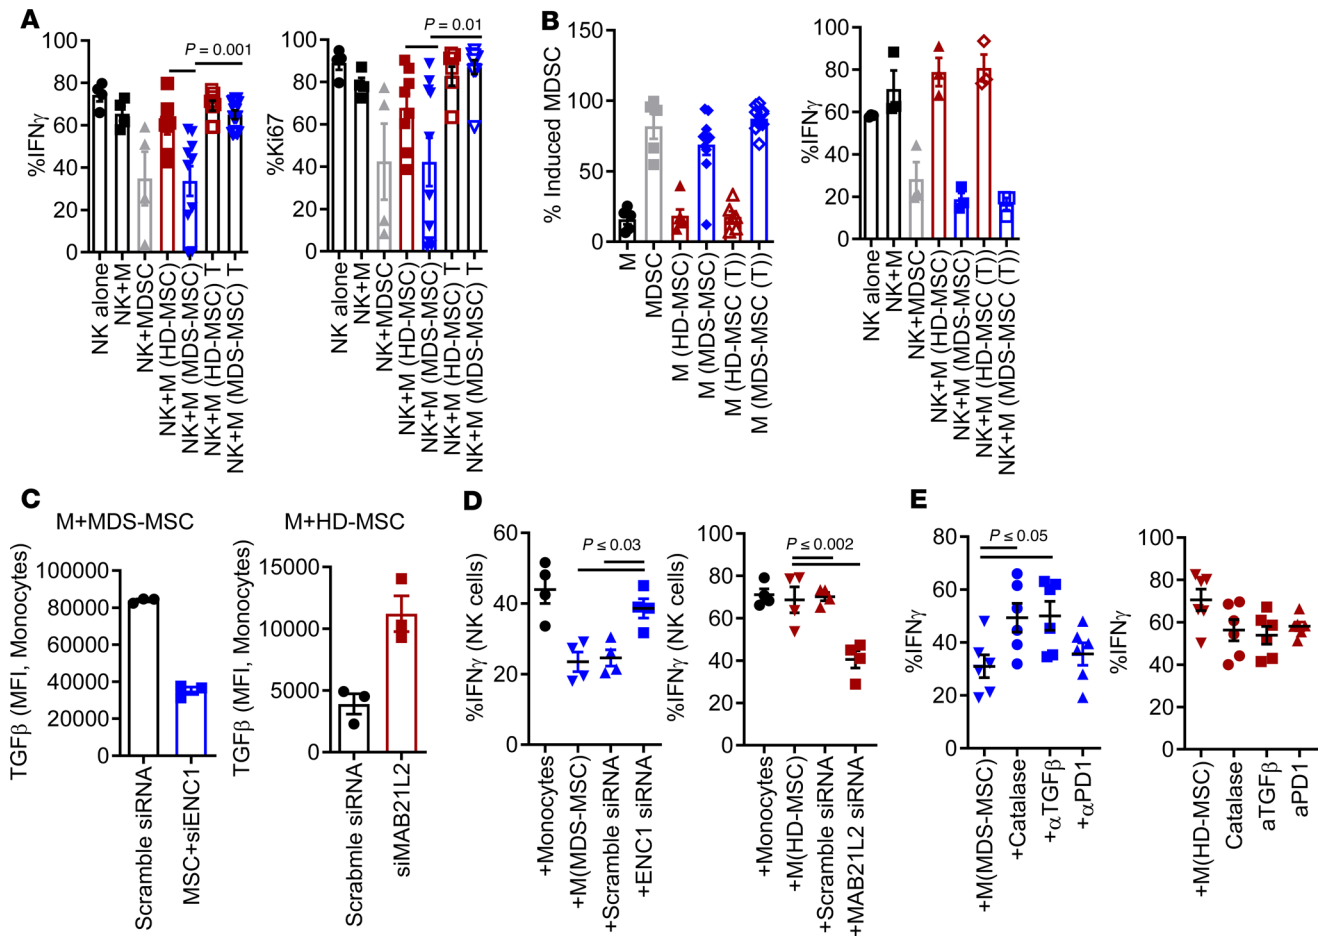 A
%IFNγ
100
80
60
40
20
0
P = 0.001
NK alone
NK+M
NK+MDSC
NK+M (HD-MSC)
NK+M (MDS-MSC)
NK+M (HD-MSC) T
NK+M (MDS-MSC) T
%Ki67
100
80
60
40
20
0
P = 0.01
NK alone
NK+M
NK+MDSC
NK+M (HD-MSC)
NK+M (MDS-MSC)
NK+M (HD-MSC) T
NK+M (MDS-MSC) T
B
% Induced MDSC
150
100
50
0
M
MDSC
M (HD-MSC)
M (MDS-MSC)
M (HD-MSC (T))
M (MDS-MSC (T))
%IFNγ
100
80
60
40
20
0
NK alone
NK+M
NK+MDSC
NK+M (HD-MSC)
NK+M (MDS-MSC)
NK+M (HD-MSC (T))
NK+M (MDS-MSC (T))
C
M+MDS-MSC
TGFβ (MFI, Monocytes)
100000
80000
60000
40000
20000
0
Scramble siRNA
MSC+siENC1
M+HD-MSC
TGFβ (MFI, Monocytes)
15000
10000
5000
0
Scrabmle siRNA
siMAB21L2
D
%IFNγ (NK cells)
60
40
20
0
P ≤ 0.03
+Monocytes
+M(MDS-MSC)
+Scramble siRNA
+ENC1 siRNA
%IFNγ (NK cells)
100
80
60
40
20
0
P ≤ 0.002
+Monocytes
+M(HD-MSC)
+Scramble siRNA
+MAB21L2 siRNA
E
%IFNγ
80
60
40
20
0
P ≤ 0.05
+M(MDS-MSC)
+Catalase
+αTGFβ
+αPD1
%IFNγ
100
80
60
40
20
0
+M(HD-MSC)
Catalase
aTGFβ
aPD1